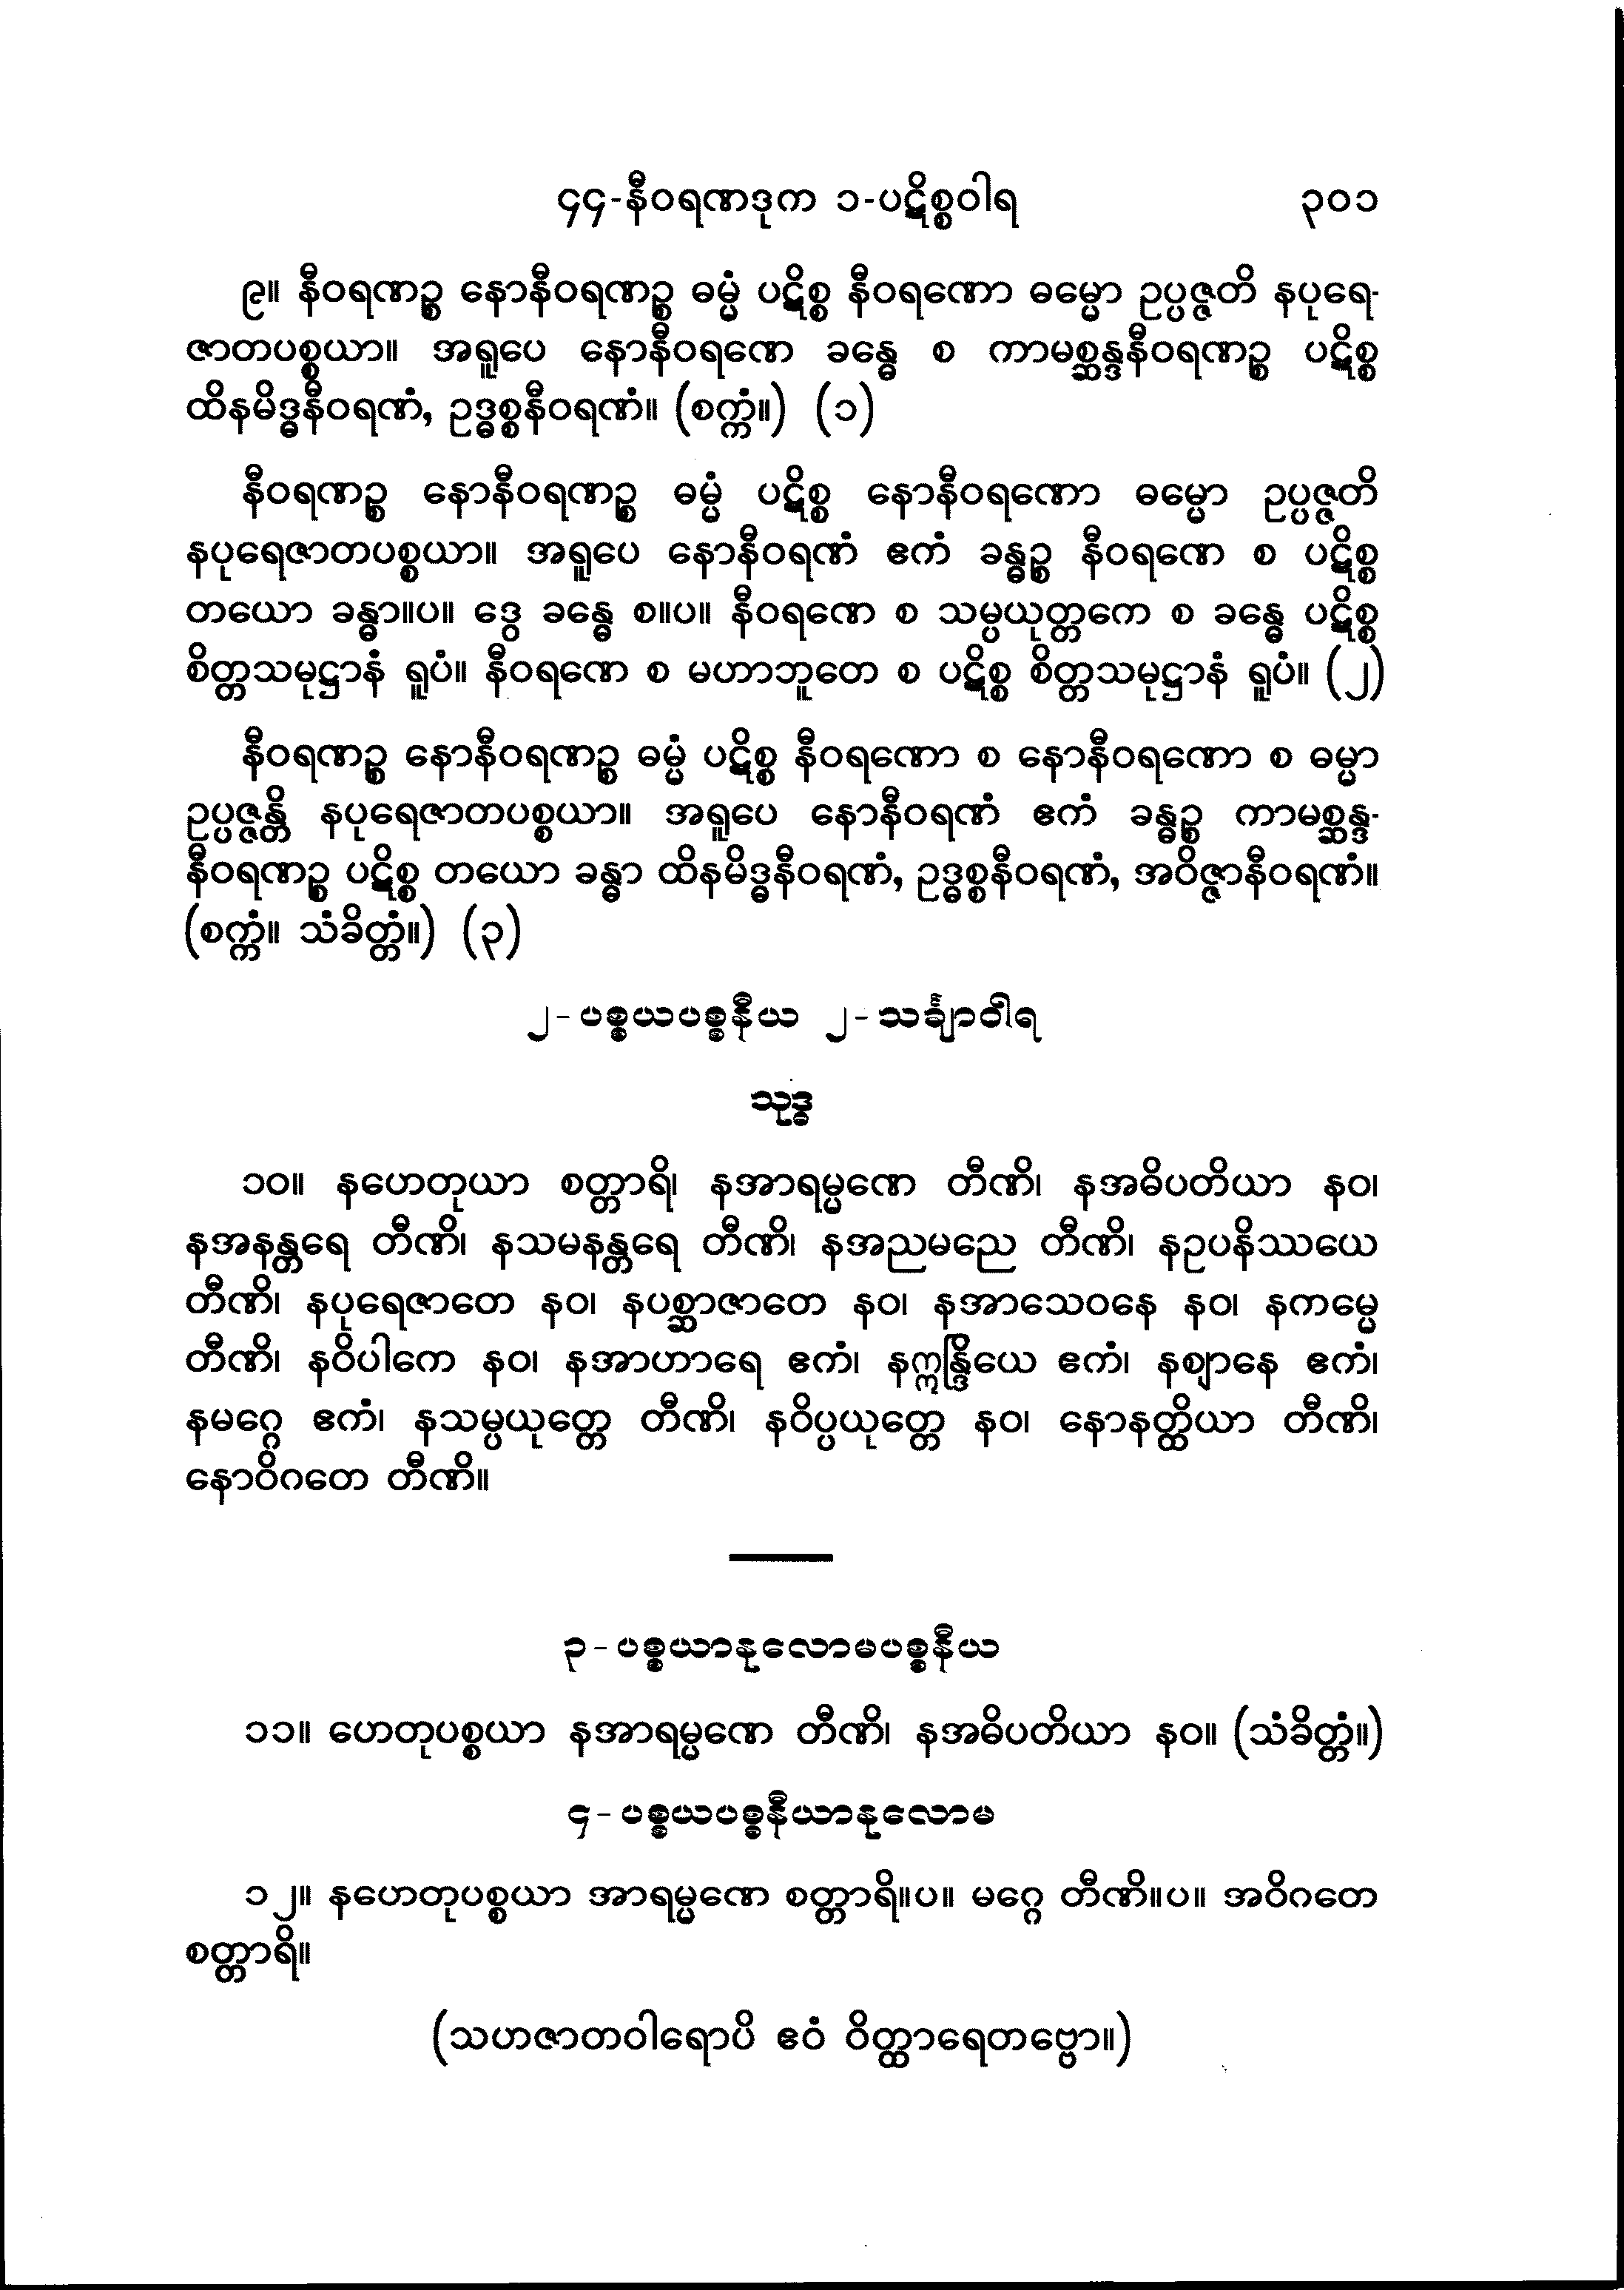 ၄၄-နီဝရဏဒုက ၁-ပဋိစ္စဝါရ ၃၀၁
၉။ နီဝရဏဉ္စ နောနီဝရဏဉ္စ ဓမ္မံ ပဋိစ္စ နီဝရဏော ဓမ္မော ဥပ္ပဇ္ဇတိ နပုရေ-
ဇာတပစ္စယာ။ အရူပေ နောနီဝရဏေ ခန္ဓေ စ ကာမစ္ဆန္ဒနီဝရဏဉ္စ ပဋိစ္စ
ထိနမိဒ္ဓနီဝရဏံ, ဥဒ္ဓစ္စနီဝရဏံ။ (စက္ကံ။) (၁)
နီဝရဏဉ္စ နောနီဝရဏဉ္စ ဓမ္မံ ပဋိစ္စ နောနီဝရဏော ဓမ္မော ဥပ္ပဇ္ဇတိ
နပုရေဇာတပစ္စယာ။ အရူပေ နောနီဝရဏံ ဧကံ ခန္ဓဉ္စ နီဝရဏေ စ ပဋိစ္စ
တယော ခန္ဓာ။ပ။ ဒွေ ခန္ဓေ စ။ပ။ နီဝရဏေ စ သမ္ပယုတ္တကေ စ ခန္ဓေ ပဋိစ္စ
စိတ္တသမုဋ္ဌာနံ ရူပံ။ နီဝရဏေ စ မဟာဘူတေ စ ပဋိစ္စ စိတ္တသမုဋ္ဌာနံ ရူပံ။ (၂)
နီဝရဏဉ္စ နောနီဝရဏဉ္စ ဓမ္မံ ပဋိစ္စ နီဝရဏော စ နောနီဝရဏော စ ဓမ္မာ
ဥပ္ပဇ္ဇန္တိ နပုရေဇာတပစ္စယာ။ အရူပေ နောနီဝရဏံ ဧကံ ခန္ဓဉ္စ ကာမစ္ဆန္ဒ-
နီဝရဏဉ္စ ပဋိစ္စ တယော ခန္ဓာ ထိနမိဒ္ဓနီဝရဏံ, ဥဒ္ဓစ္စနီဝရဏံ, အဝိဇ္ဇာနီဝရဏံ။
(စက္ကံ။ သံခိတ္တံ။) (၃)
၂-ပစ္စယပစ္စနီယ ၂-သင်္ချာဝါရ
သုဒ္ဓ
၁၀။ နဟေတုယာ စတ္တာရိ၊ နအာရမ္မဏေ တီဏိ၊ နအဓိပတိယာ နဝ၊
နအနန္တရေ တီဏိ၊ နသမနန္တရေ တီဏိ၊ နအညမညေ တီဏိ၊ နဥပနိဿယေ
တီဏိ၊ နပုရေဇာတေ နဝ၊ နပစ္ဆာဇာတေ နဝ၊ နအာသေဝနေ နဝ၊ နကမ္မေ
တီဏိ၊ နဝိပါကေ နဝ၊ နအာဟာရေ ဧကံ၊ နဣန္ဒြိယေ ဧကံ၊ နဈာနေ ဧကံ၊
နမဂ္ဂေ ဧကံ၊ နသမ္ပယုတ္တေ တီဏိ၊ နဝိပ္ပယုတ္တေ နဝ၊ နောနတ္ထိယာ တီဏိ၊
နောဝိဂတေ တီဏိ။
၃-ပစ္စယာနုလောမပစ္စနီယ
၁၁။ ဟေတုပစ္စယာ နအာရမ္မဏေ တီဏိ၊ နအဓိပတိယာ နဝ။ (သံခိတ္တံ။)
၄-ပစ္စယပစ္စနီယာနုလောမ
၁၂။ နဟေတုပစ္စယာ အာရမ္မဏေ စတ္တာရိ။ပ။ မဂ္ဂေ တီဏိ။ပ။ အဝိဂတေ
စတ္တာရိ။
(သဟဇာတဝါရောပိ ဧဝံ ဝိတ္ထာရေတဗ္ဗော။)